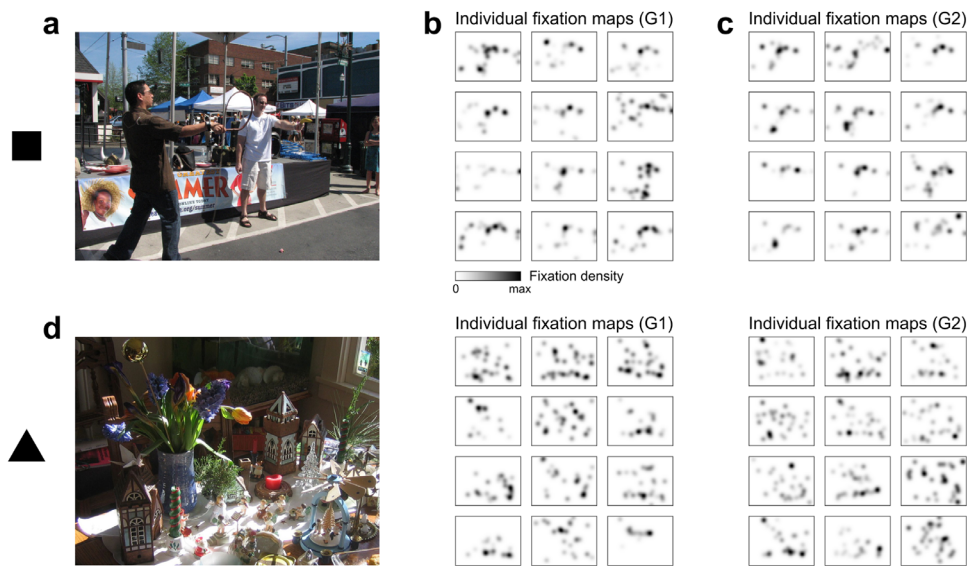 a
b
c
Individual fixation maps (G1)
Individual fixation maps (G2)
MER
Fixation density
0
max
d
Individual fixation maps (G1)
Individual fixation maps (G2)